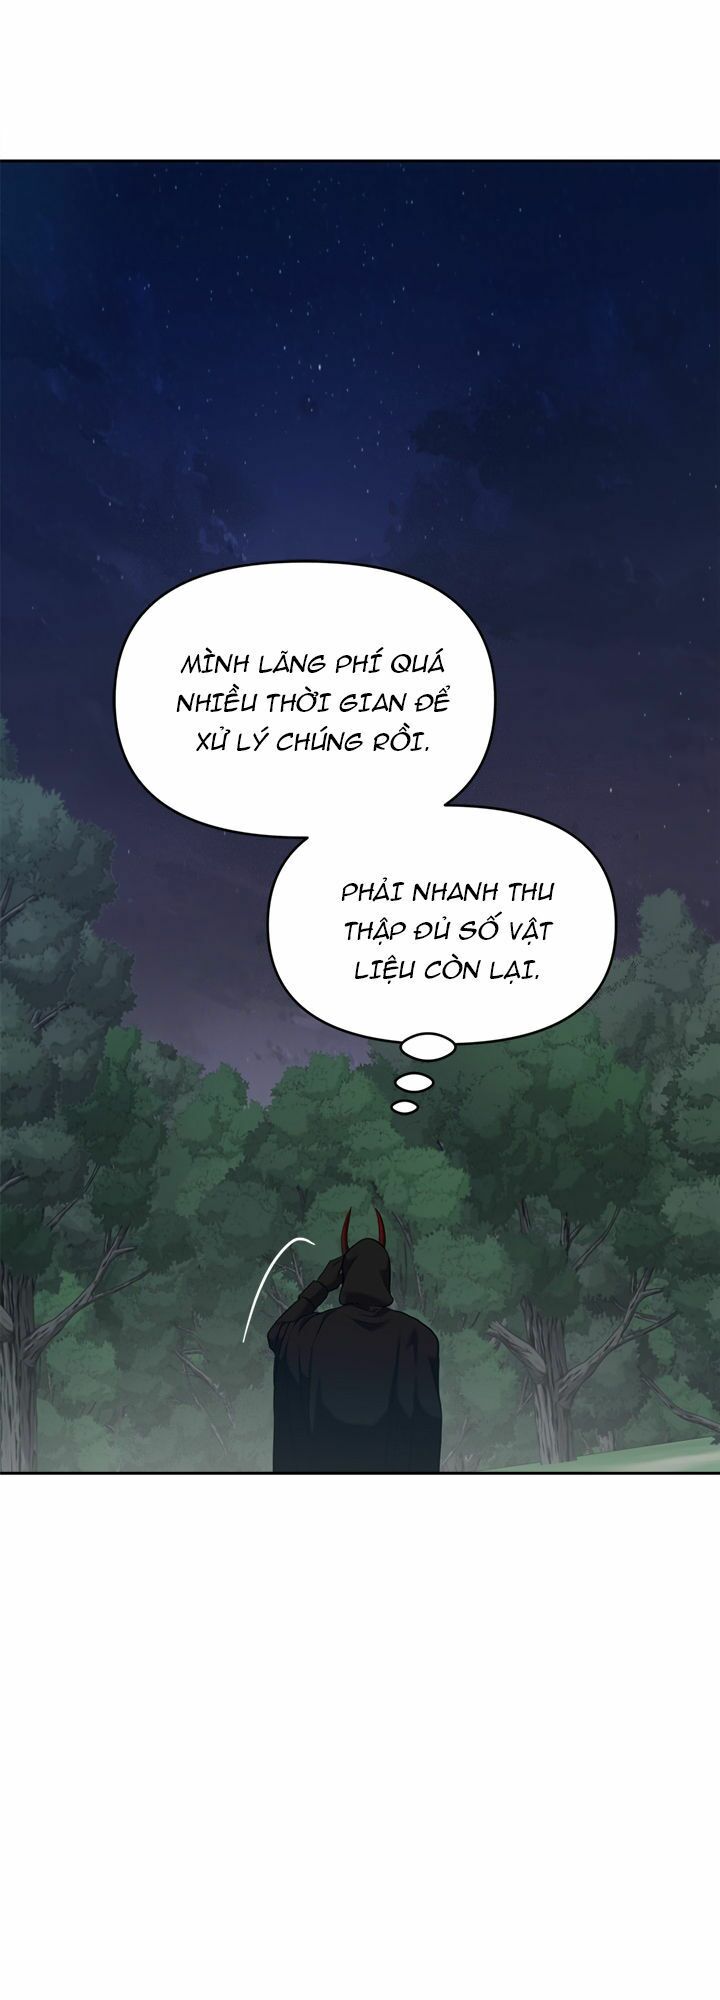 MÌNH LÃNG PHÍ QUÁ
NHIỀU THỜI GIAN ĐỂ
XỬ LÝ CHÚNG RỒI.
PHẢI NHANH THU
THẬP ĐỦ SỐ VẬT
LIỆU CÒN LẠI.